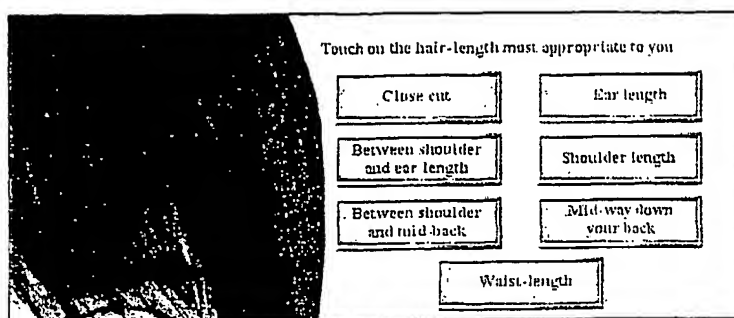 Touch on the hair-length most appropriate to you
Close cut
Ear length
Between shoulder
and ear length
Shoulder length
Between shoulder
and mid-back
Mid-way down
your back
Waist-length